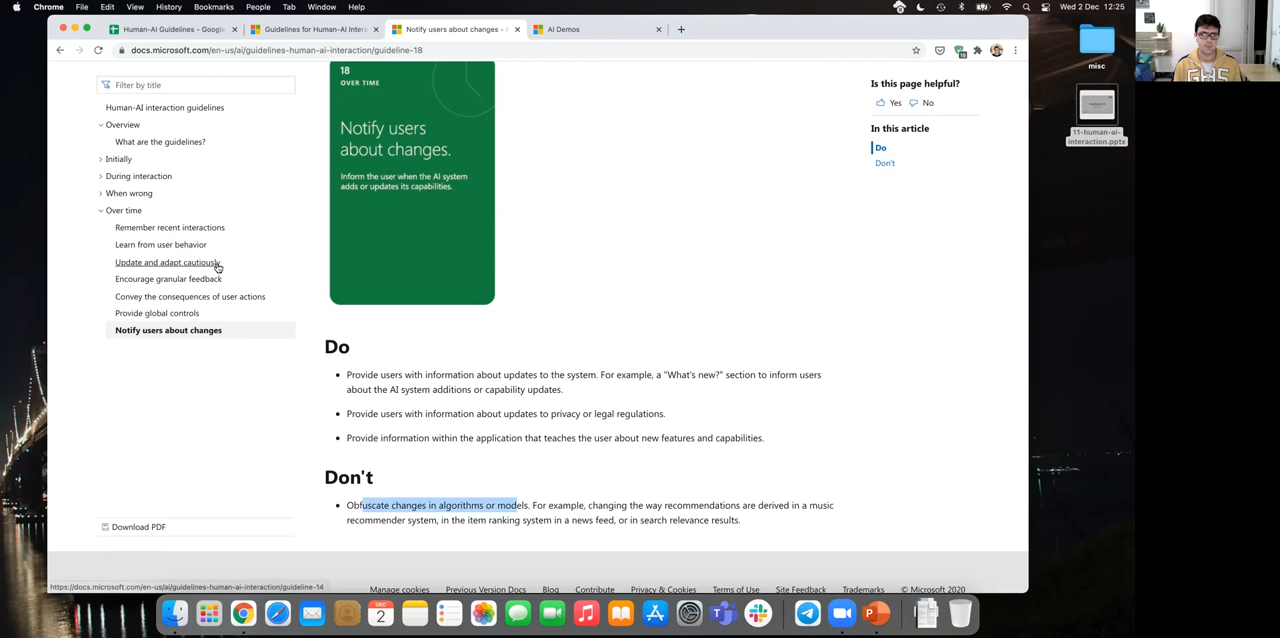 Chrome File Edit View History Bookmarks People Tab Window Help
Wed 2 Dec 12:25
Human-AI Guidelines - Google
Guidelines for Human-AI Intera
Notify users about changes - H
AI Demos
docs.microsoft.com/en-us/ai/guidelines-human-ai-interaction/guideline-18
GHS
misc
11-human-ai-
interaction.pptx
Filter by title
Human-AI interaction guidelines
Overview
What are the guidelines?
Initially
During interaction
When wrong
Over time
Remember recent interactions
Learn from user behavior
Update and adapt cautiously
Encourage granular feedback
Convey the consequences of user actions
Provide global controls
Notify users about changes
Download PDF
18
OVER TIME
Notify users
about changes.
Inform the user when the AI system
adds or updates its capabilities.
Is this page helpful?
Yes No
In this article
Do
Don't
Do
• Provide users with information about updates to the system. For example, a "What's new?" section to inform users
about the AI system additions or capability updates.
• Provide users with information about updates to privacy or legal regulations.
• Provide information within the application that teaches the user about new features and capabilities.
Don't
• Obfuscate changes in algorithms or models. For example, changing the way recommendations are derived in a music
recommender system, in the item ranking system in a news feed, or in search relevance results.
https://docs.microsoft.com/en-us/ai/guidelines-human-ai-interaction/guideline-14
Manage cookies Previous Version Docs Blog Contribute Privacy & Cookies Terms of Use Site Feedback Trademarks © Microsoft 2020
DEC
2